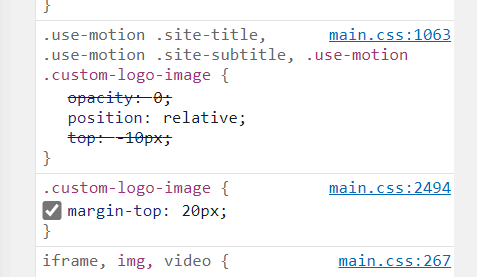 }
.use-motion .site-title, main.css:1063
.use-motion .site-subtitle, .use-motion
.custom-logo-image {
opacity: 0;
position: relative;
top: -10px;
}
.custom-logo-image { main.css:2494
margin-top: 20px;
}
iframe, img, video { main.css:267